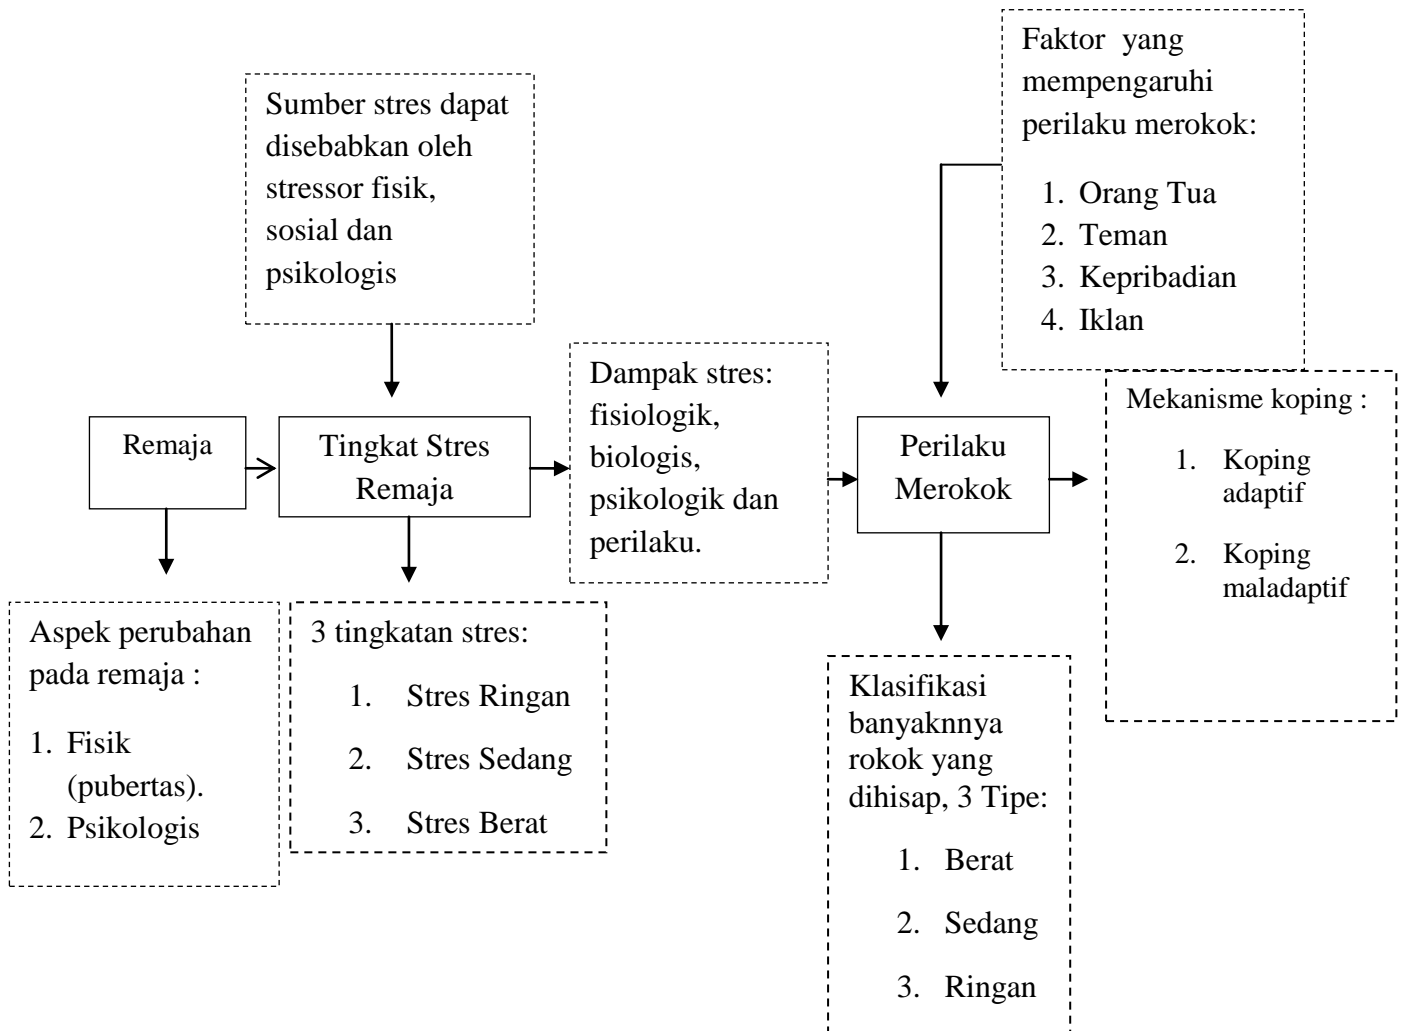 Faktor yang
mempengaruhi
perilaku merokok:
1. Orang Tua
2. Teman
3. Kepribadian
4. Iklan
Sumber stres dapat
disebabkan oleh
stressor fisik,
sosial dan
psikologis
Remaja
Tingkat Stres
Remaja
Dampak stres:
fisiologik,
biologis,
psikologik dan
perilaku.
Perilaku
Merokok
Mekanisme koping :
1. Koping
adaptif
2. Koping
maladaptif
Aspek perubahan
pada remaja :
1. Fisik
(pubertas).
2. Psikologis
3 tingkatan stres:
1. Stres Ringan
2. Stres Sedang
3. Stres Berat
Klasifikasi
banyaknnya
rokok yang
dihisap, 3 Tipe:
1. Berat
2. Sedang
3. Ringan